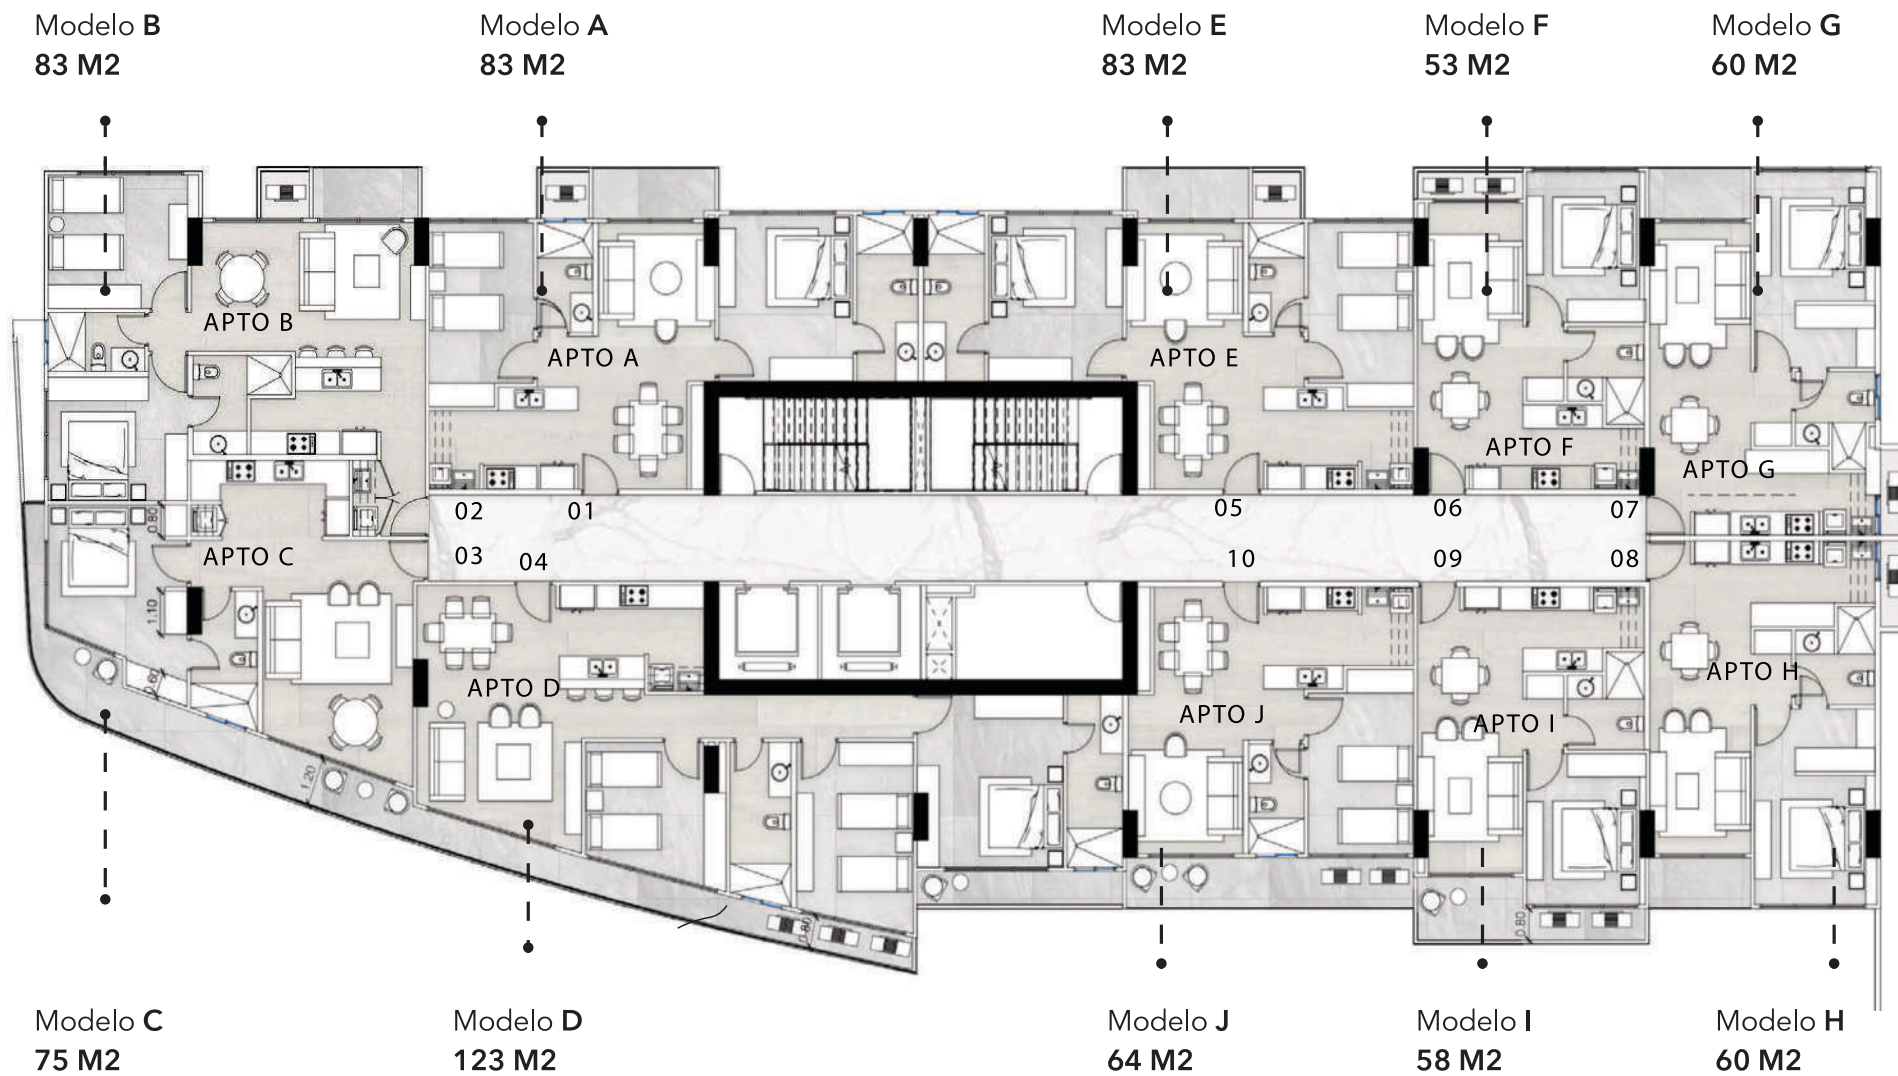 Modelo B
83 M2
Modelo A
83 M2
Modelo E
83 M2
Modelo F
53 M2
Modelo G
60 M2
APTO B
APTO A
APTO E
APTO F
APTO G
02
01
05
06
07
03
04
10
09
08
0.80
APTO C
1.10
0.60
APTO D
APTO J
APTO I
APTO H
1.20
0.80
0.80
Modelo C
75 M2
Modelo D
123 M2
Modelo J
64 M2
Modelo I
58 M2
Modelo H
60 M2